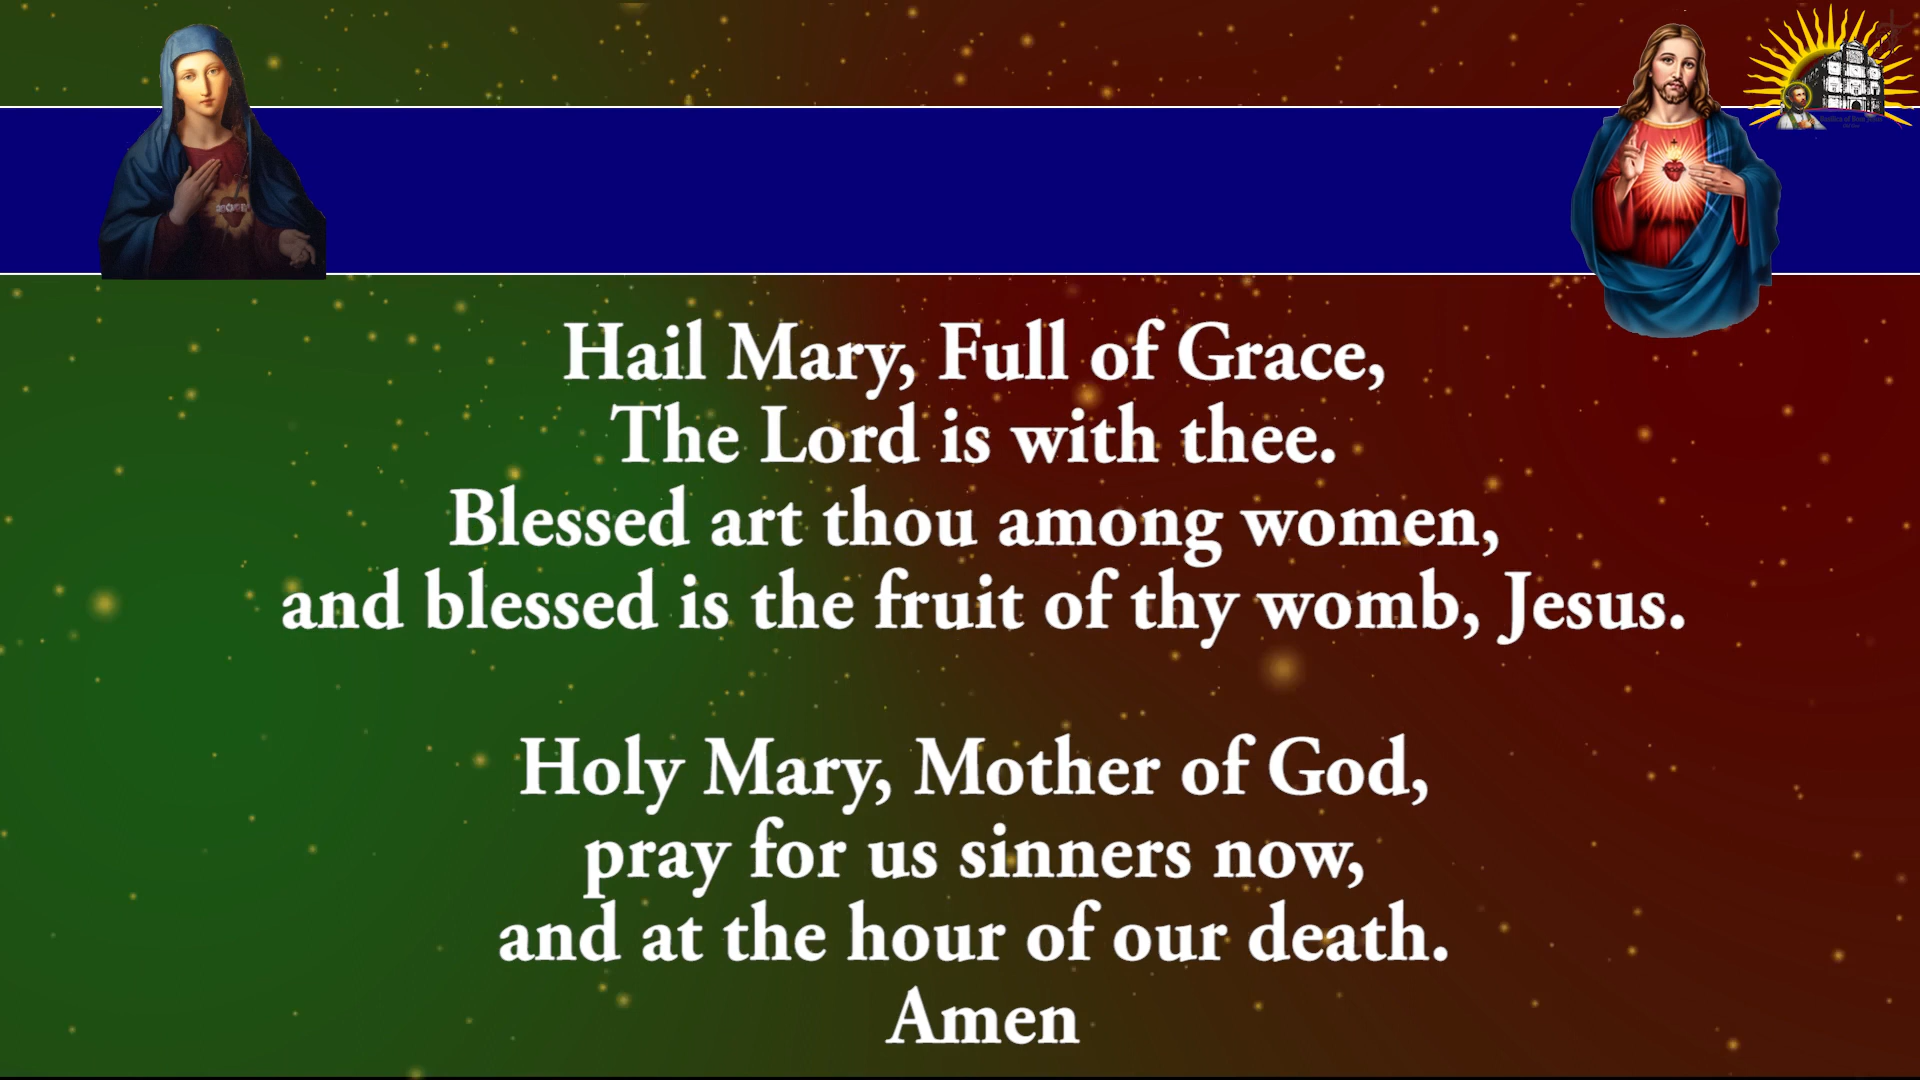 Hail Mary, Full of Grace,
The Lord is with thee.
Blessed art thou among women,
and blessed is the fruit of thy womb, Jesus.
Holy Mary, Mother of God,
pray for us sinners now,
and at the hour of our death.
Amen